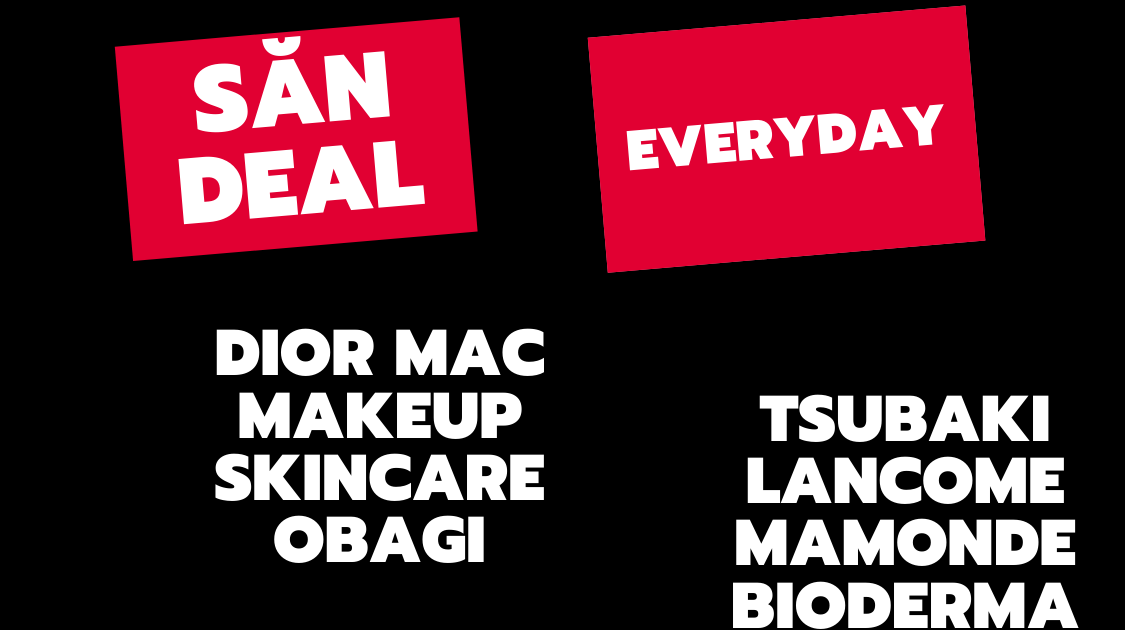 SĂN
DEAL
EVERYDAY
DIOR MAC
MAKEUP
SKINCARE
OBAGI
TSUBAKI
LANCOME
MAMONDE
BIODERMA